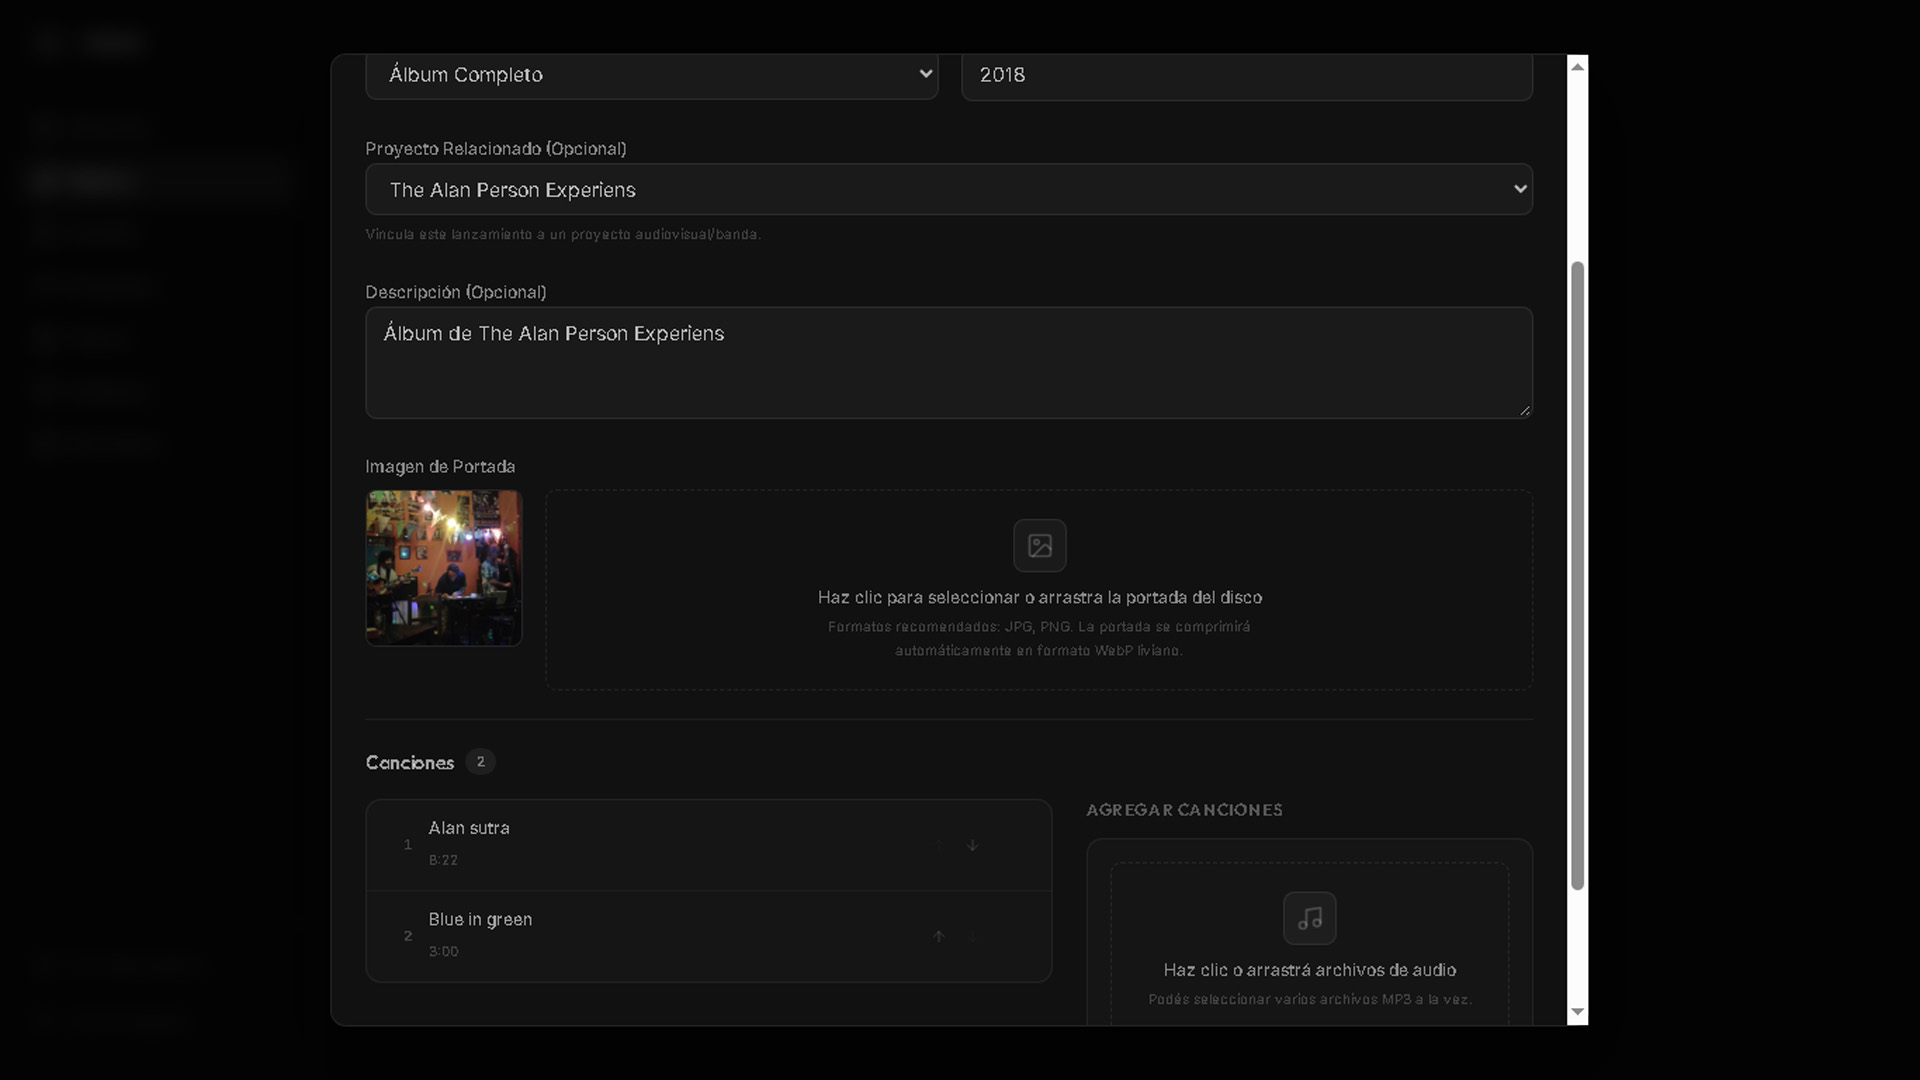 Álbum Completo
2018
Proyecto Relacionado (Opcional)
The Alan Person Experiens
Vincula este lanzamiento a un proyecto audiovisual/banda.
Descripción (Opcional)
Álbum de The Alan Person Experiens
Imagen de Portada
Haz clic para seleccionar o arrastra la portada del disco
Formatos recomendados: JPG, PNG. La portada se comprimirá
automáticamente en formato WebP liviano.
Canciones 2
AGREGAR CANCIONES
1
Alan sutra
8:22
2
Blue in green
3:00
Haz clic o arrastrá archivos de audio
Podés seleccionar varios archivos MP3 a la vez.